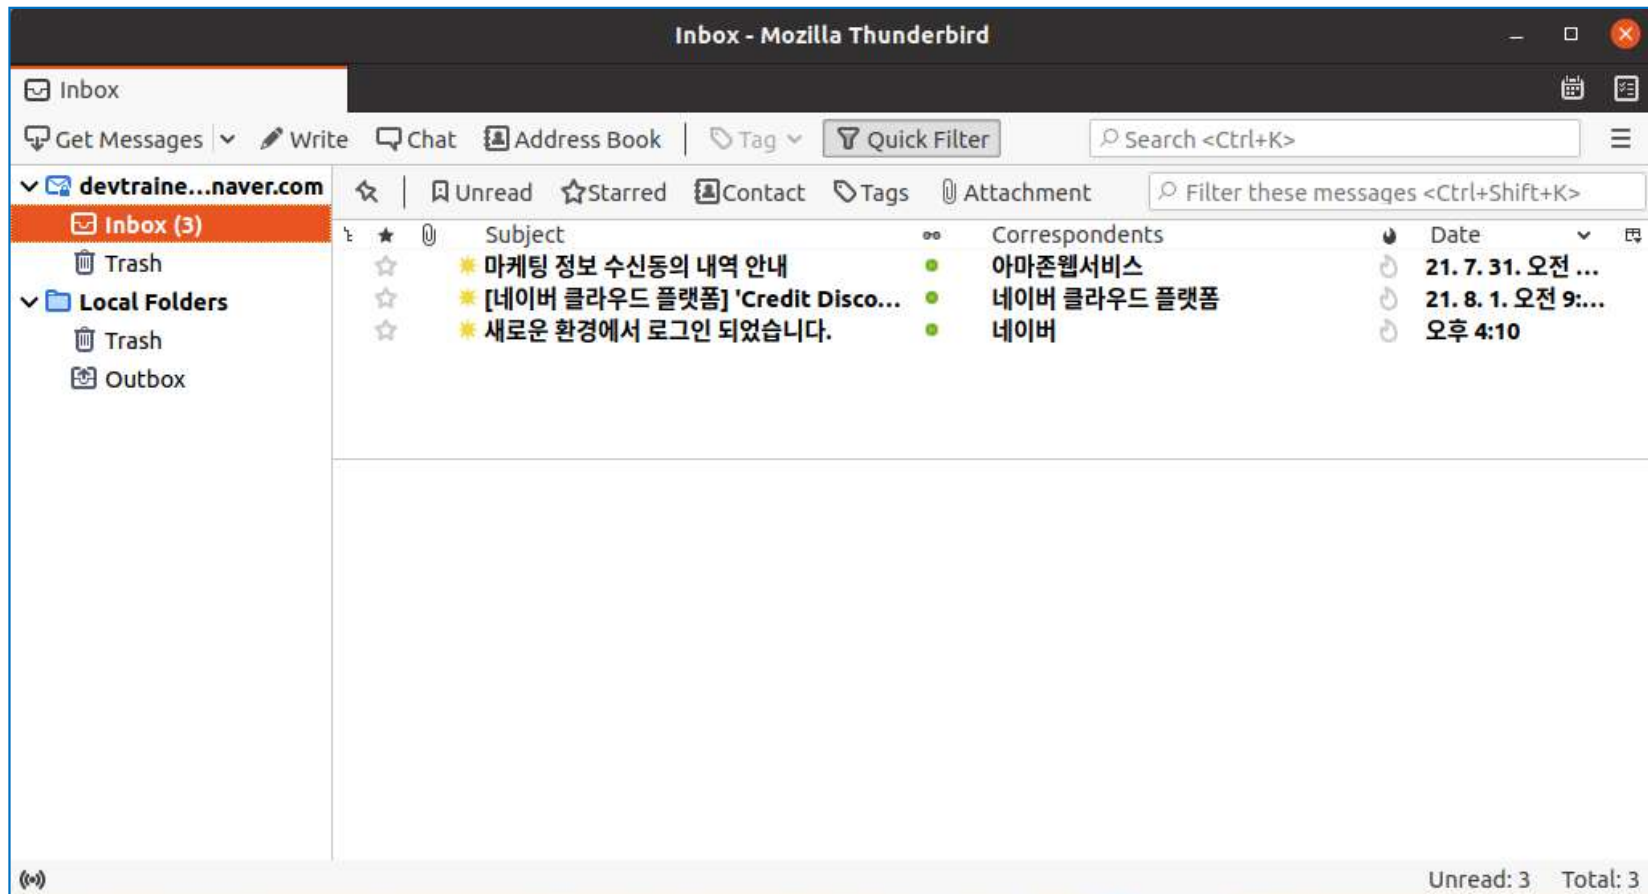 Inbox - Mozilla Thunderbird
Inbox
Get Messages Write Chat Address Book Tag Quick Filter Search <Ctrl+K>
devtraine...naver.com
Unread Starred Contact Tags Attachment Filter these messages <Ctrl+Shift+K>
Inbox (3)
Trash
Local Folders
Trash
Outbox
Subject Correspondents Date
마케팅 정보 수신동의 내역 안내 아마존웹서비스 21. 7. 31. 오전 ...
[네이버 클라우드 플랫폼] 'Credit Disco... 네이버 클라우드 플랫폼 21. 8. 1. 오전 9:...
새로운 환경에서 로그인 되었습니다. 네이버 오후 4:10
Unread: 3 Total: 3